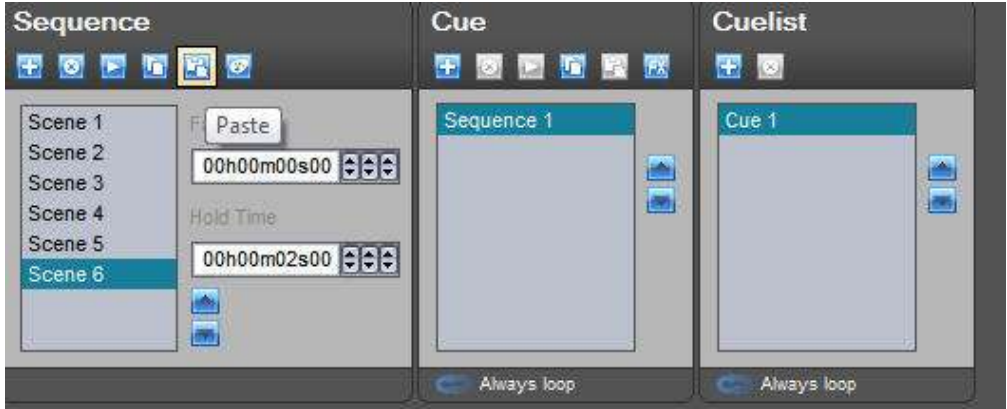 Sequence
Scene 1
Scene 2
Scene 3
Scene 4
Scene 5
Scene 6
Paste
00h00m00s00
Hold Time
00h00m02s00
Cue
FX
Sequence 1
Always loop
Cuelist
Cue 1
Always loop